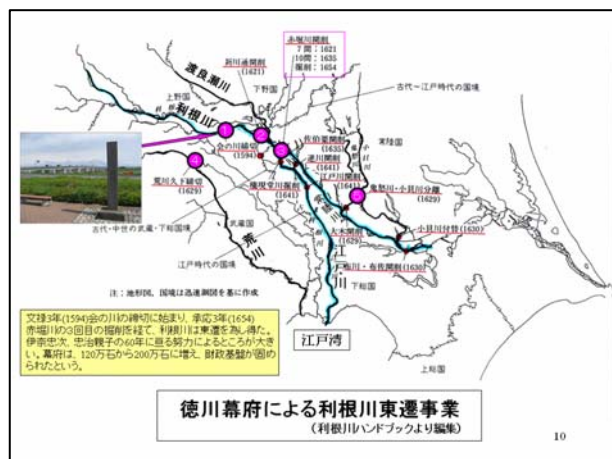 赤堀川開削
7間：1621
10間：1635
掘削：1654
新川通開削
(1621)
渡良瀬川
上野国
下野国
古代～江戸時代の国境
利根川
①
②
常陸国
小貝川
会の川締切
(1594)
佐伯渠開削
(1635)
逆川開削
(1641)
江戸川開削
(1641)
鬼怒川・小貝川分離
(1629)
④
荒川久下締切
(1629)
権現堂川掘削
(1641)
武蔵国
古代・中世の武蔵・下総国境
江戸時代の国境
荒川
大木開削
(1629)
小貝川付替(1630)
布川・布佐開削(1630)
江戸川
下総国
注：地形図、国境は迅速測図を基に作成
文禄3年(1594)会の川の締切に始まり、承応3年(1654)
赤堀川の3回目の掘削を経て、利根川は東遷を為し得た。
伊奈忠次、忠治親子の60年に亘る努力によるところが大き
い。幕府は、120万石から200万石に増え、財政基盤が固め
られたという。
江戸湾
上総国
徳川幕府による利根川東遷事業
(利根川ハンドブックより編集)
10